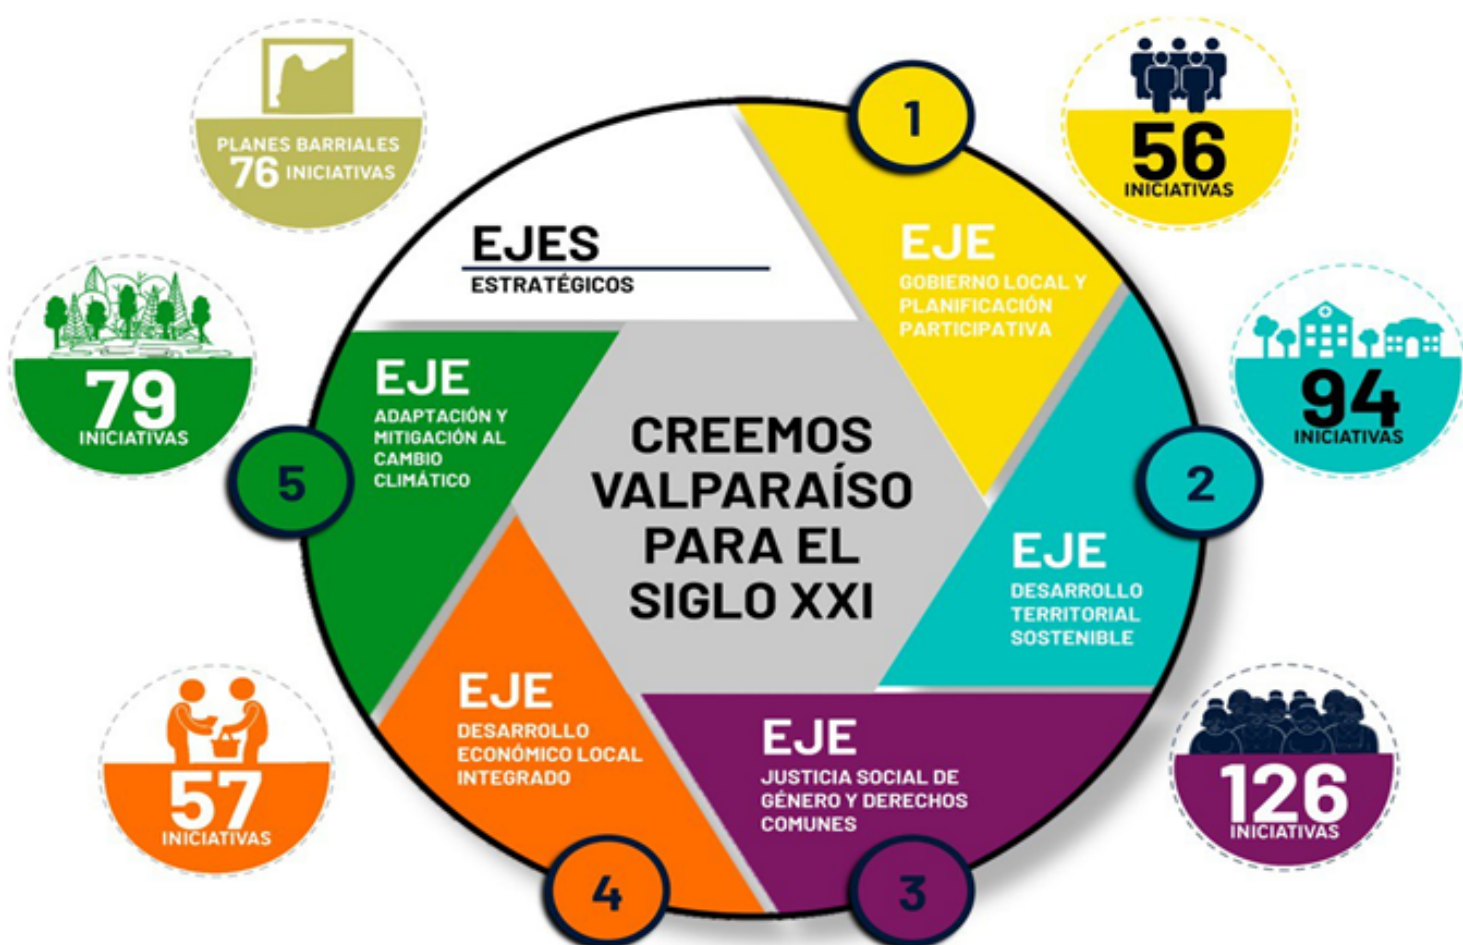 PLANES BARRIALES
76 INICIATIVAS
EJES
ESTRATÉGICOS
1
EJE
GOBIERNO LOCAL Y
PLANIFICACIÓN
PARTICIPATIVA
56
INICIATIVAS
2
EJE
DESARROLLO
TERRITORIAL
SOSTENIBLE
94
INICIATIVAS
3
EJE
JUSTICIA SOCIAL DE
GÉNERO Y DERECHOS
COMUNES
126
INICIATIVAS
4
EJE
DESARROLLO
ECONÓMICO LOCAL
INTEGRADO
57
INICIATIVAS
5
EJE
ADAPTACIÓN Y
MITIGACIÓN AL
CAMBIO
CLIMÁTICO
79
INICIATIVAS
CREEMOS
VALPARAÍSO
PARA EL
SIGLO XXI